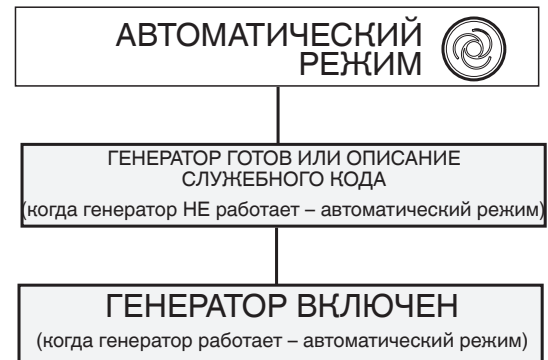 АВТОМАТИЧЕСКИЙ
РЕЖИМ
ГЕНЕРАТОР ГОТОВ ИЛИ ОПИСАНИЕ
СЛУЖЕБНОГО КОДА
(когда генератор НЕ работает – автоматический режим)
ГЕНЕРАТОР ВКЛЮЧЕН
(когда генератор работает – автоматический режим)